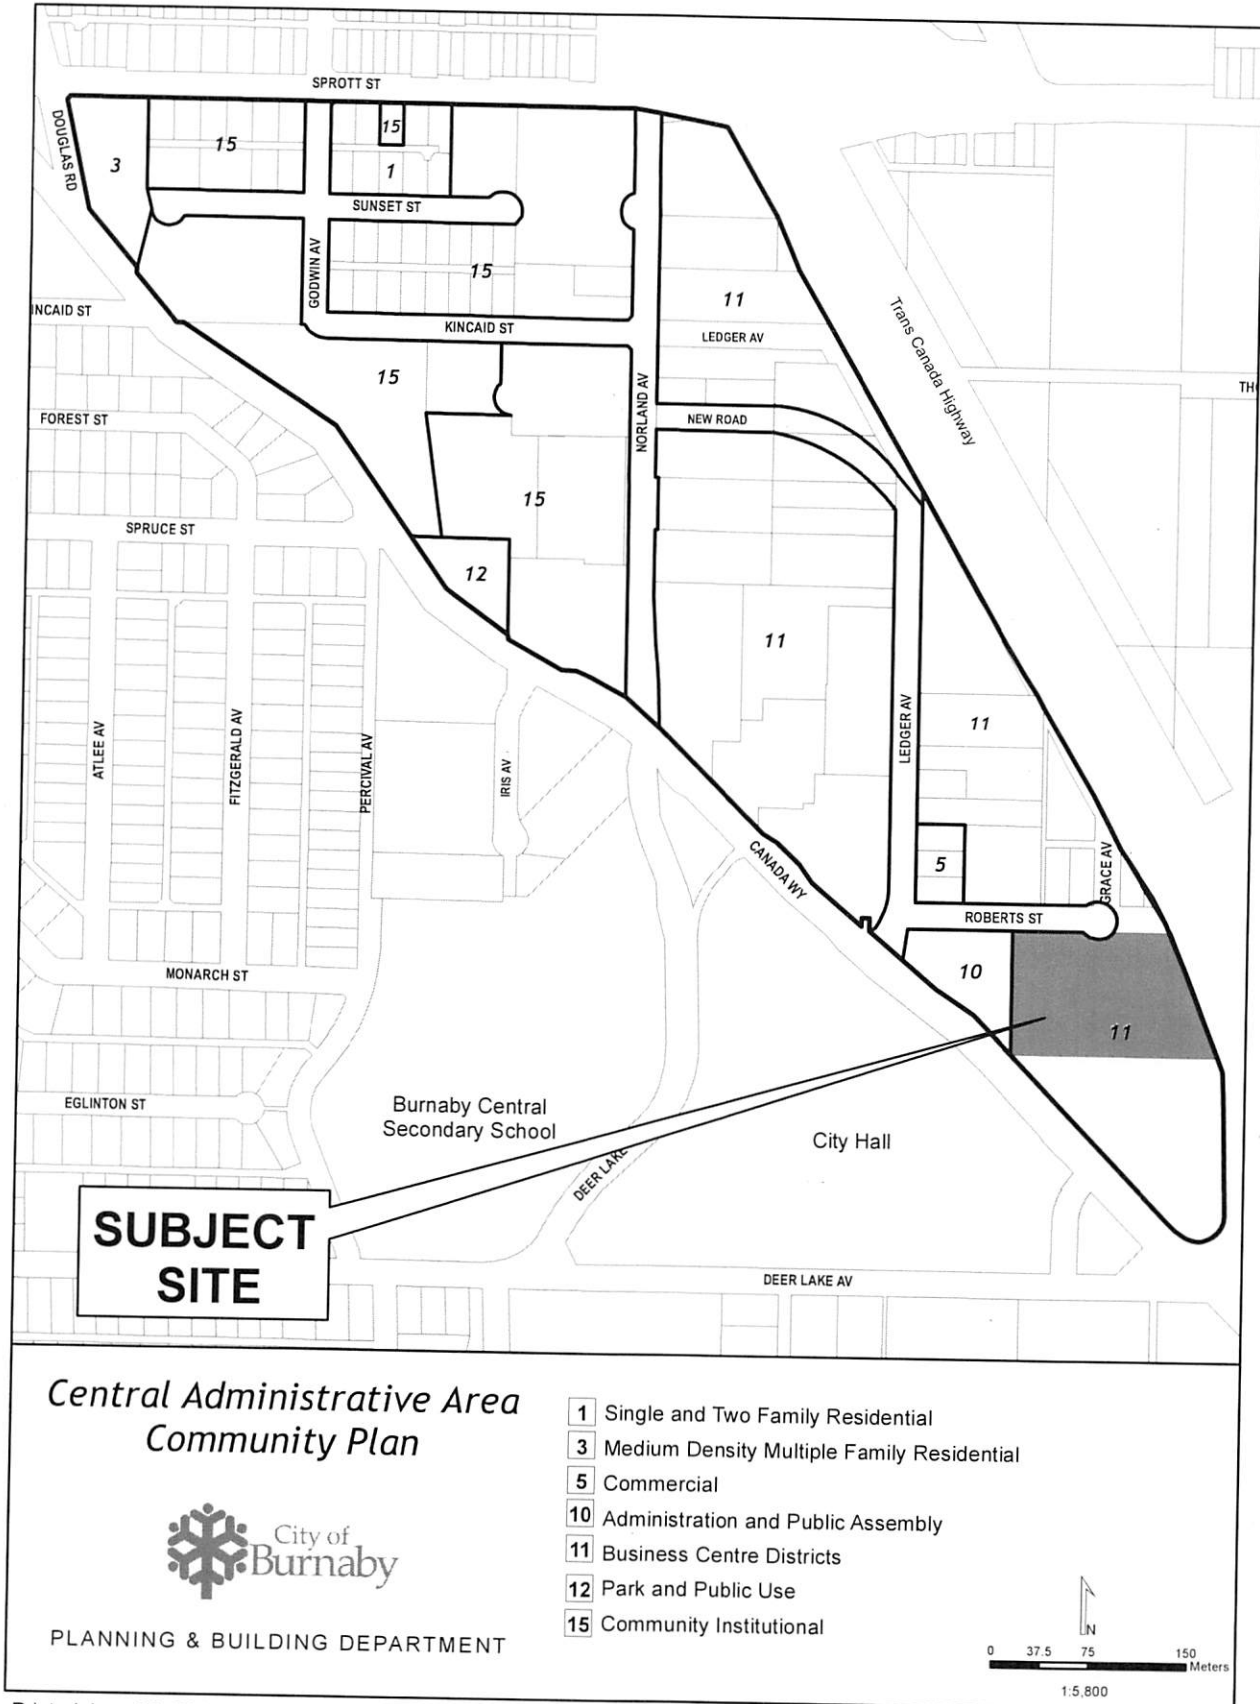 SPROTT ST
DOUGLAS RD
3
15
15
1
SUNSET ST
GODWIN AV
15
11
KINCAID ST
INCAID ST
LEDGER AV
Trans Canada Highway
15
NORLAND AV
NEW ROAD
FOREST ST
15
SPRUCE ST
12
11
ATLEE AV
FITZGERALD AV
PERCIVAL AV
IRIS AV
LEDGER AV
11
CANADA WY
5
GRACE AV
ROBERTS ST
MONARCH ST
10
11
EGLINTON ST
Burnaby Central
Secondary School
City Hall
DEER LAKE
SUBJECT
SITE
DEER LAKE AV
Central Administrative Area
Community Plan
City of
Burnaby
PLANNING & BUILDING DEPARTMENT
1 Single and Two Family Residential
3 Medium Density Multiple Family Residential
5 Commercial
10 Administration and Public Assembly
11 Business Centre Districts
12 Park and Public Use
15 Community Institutional
N
0 37.5 75 150
Meters
1:5,800